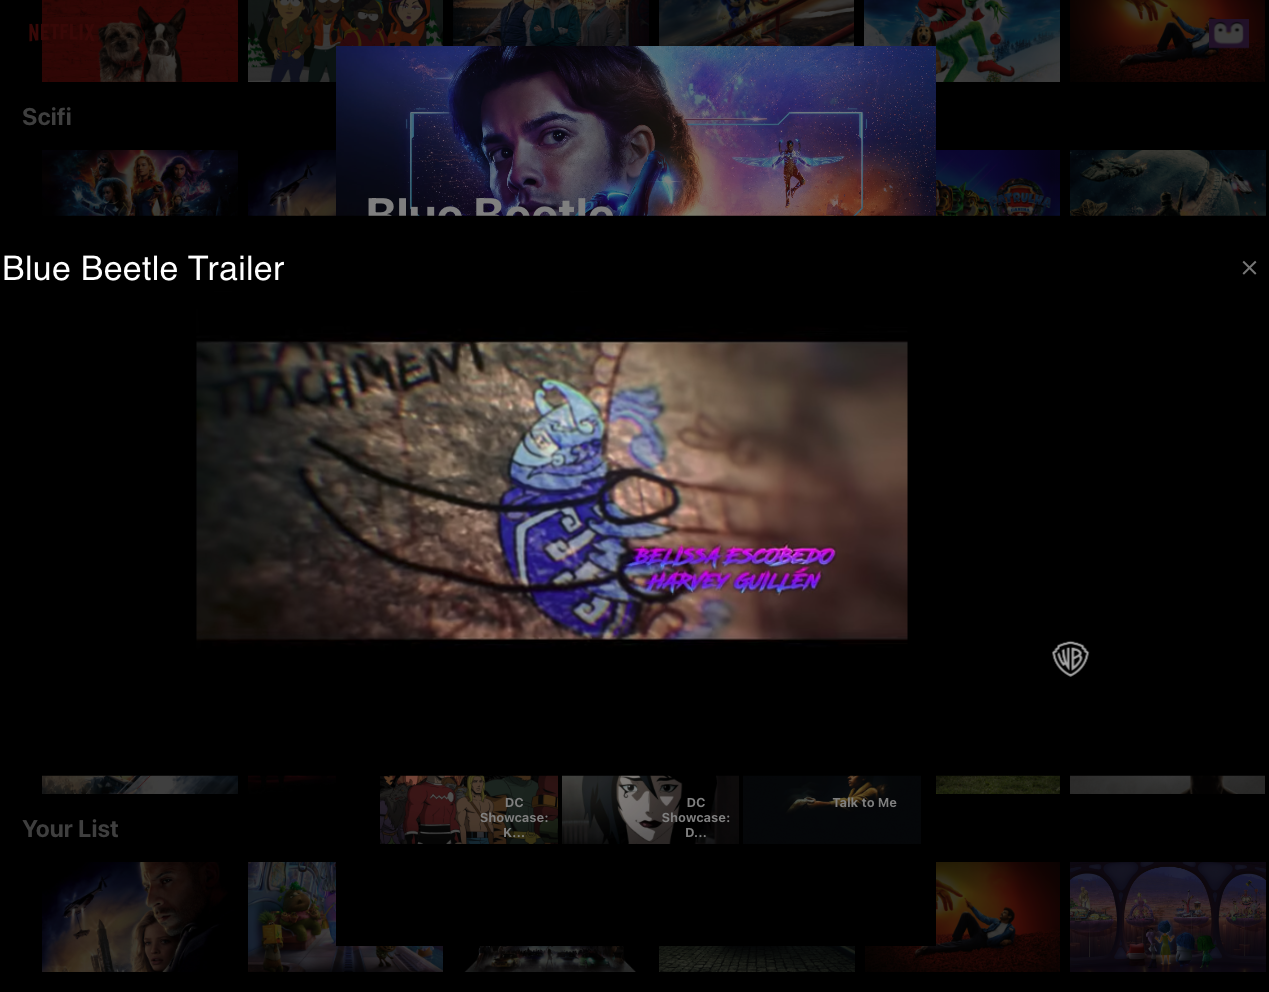 NETFLIX
Scifi
Blue Beetle
Blue Beetle Trailer
TTACHMENT
BELISSA ESCOBEDO
HARVEY GUILLÉN
WB
DC
Showcase:
K...
DC
Showcase:
D...
Talk to Me
Your List